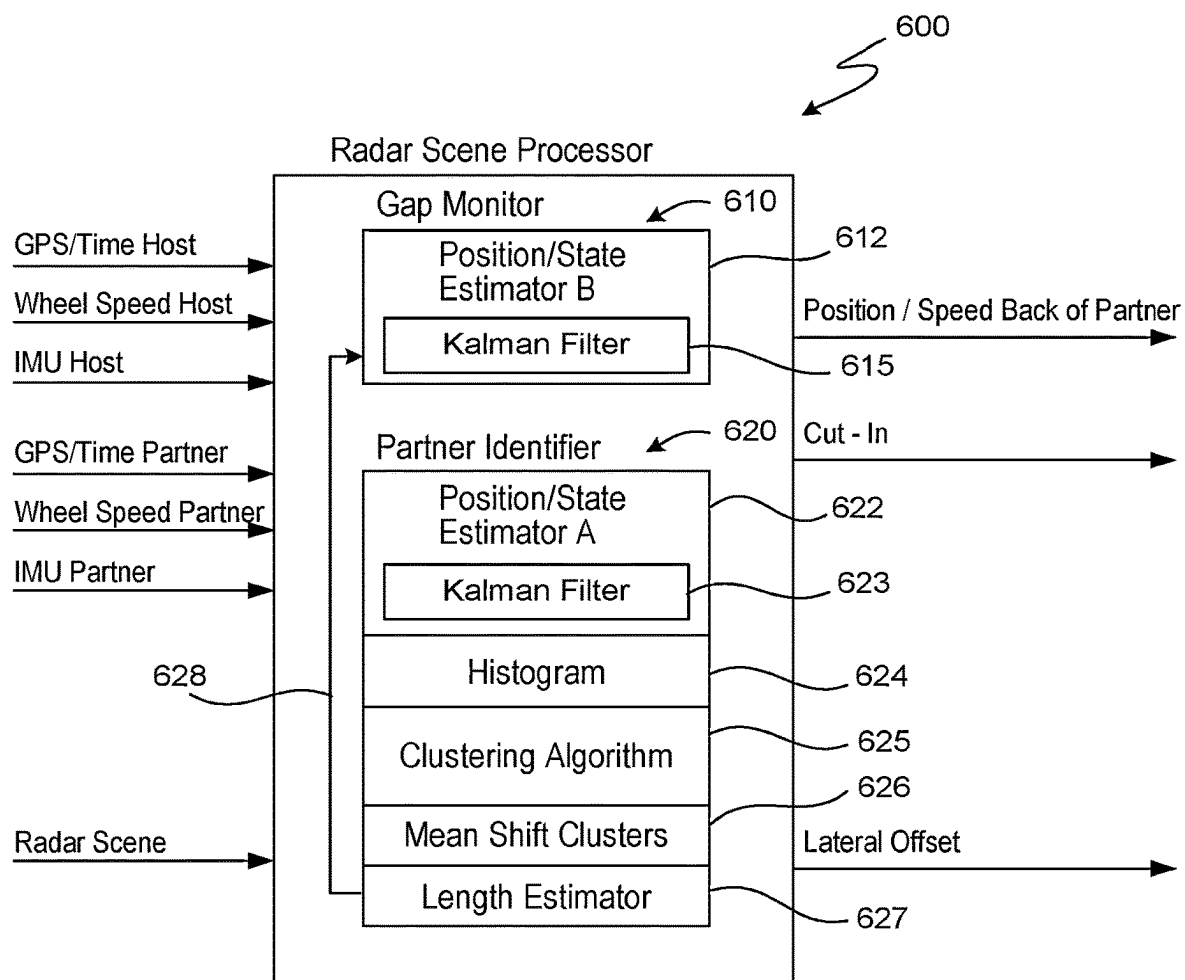 600
Radar Scene Processor
Gap Monitor
610
GPS/Time Host
Position/State
Estimator B
612
Wheel Speed Host
Position / Speed Back of Partner
Kalman Filter
615
IMU Host
Partner Identifier
620
Cut - In
GPS/Time Partner
Position/State
Estimator A
622
Wheel Speed Partner
IMU Partner
Kalman Filter
623
628
Histogram
624
Clustering Algorithm
625
626
Radar Scene
Mean Shift Clusters
Lateral Offset
Length Estimator
627